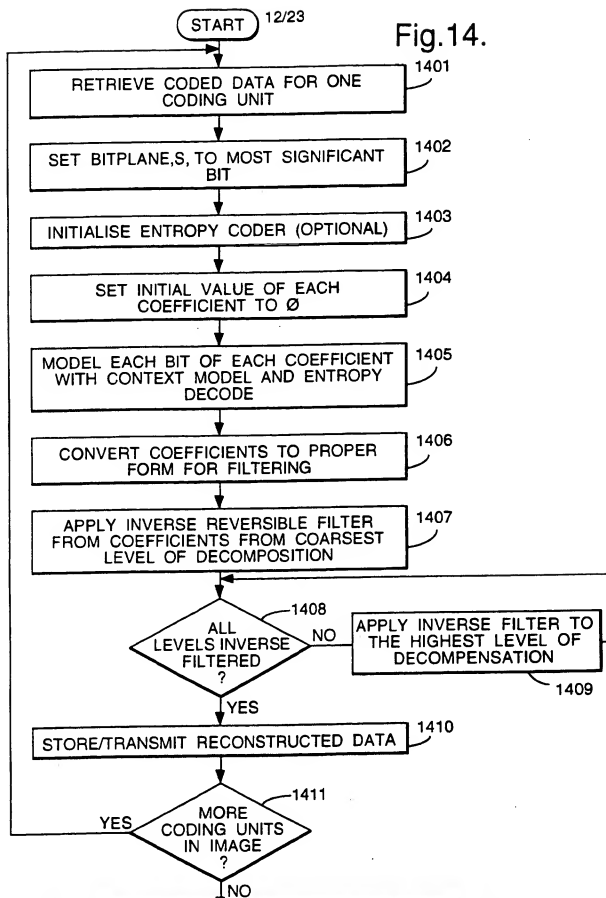 START
12/23
Fig.14.
RETRIEVE CODED DATA FOR ONE
CODING UNIT
1401
SET BITPLANE,S, TO MOST SIGNIFICANT
BIT
1402
INITIALISE ENTROPY CODER (OPTIONAL)
1403
SET INITIAL VALUE OF EACH
COEFFICIENT TO Ø
1404
MODEL EACH BIT OF EACH COEFFICIENT
WITH CONTEXT MODEL AND ENTROPY
DECODE
1405
CONVERT COEFFICIENTS TO PROPER
FORM FOR FILTERING
1406
APPLY INVERSE REVERSIBLE FILTER
FROM COEFFICIENTS FROM COARSEST
LEVEL OF DECOMPOSITION
1407
ALL
LEVELS INVERSE
FILTERED
?
1408
NO
APPLY INVERSE FILTER TO
THE HIGHEST LEVEL OF
DECOMPENSATION
1409
YES
STORE/TRANSMIT RECONSTRUCTED DATA
1410
MORE
CODING UNITS
IN IMAGE
?
1411
YES
NO